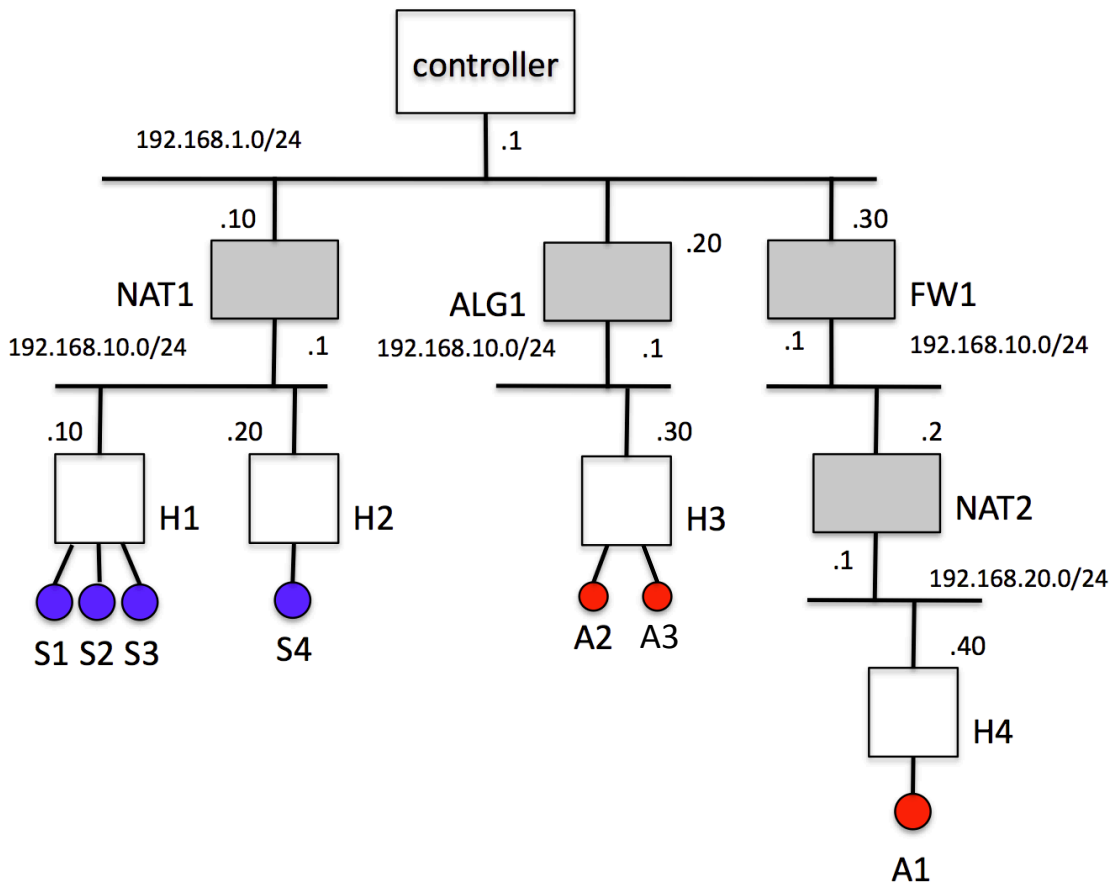 controller
192.168.1.0/24
.1
.10
.20
.30
NAT1
ALG1
FW1
192.168.10.0/24
.1
192.168.10.0/24
.1
.1
192.168.10.0/24
.10
.20
.30
.2
H1
H2
H3
NAT2
.1
192.168.20.0/24
S1
S2
S3
S4
A2
A3
.40
H4
A1